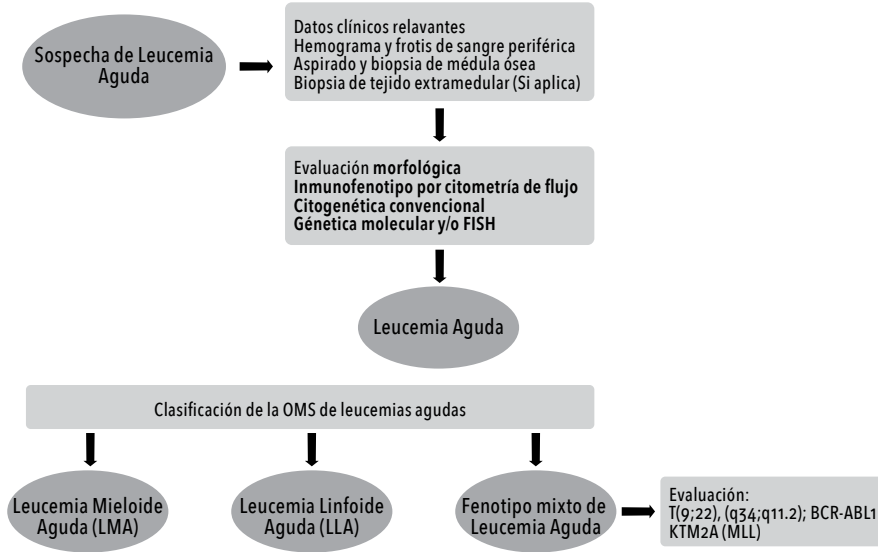 Sospecha de Leucemia
Aguda
Datos clínicos relavantes
Hemograma y frotis de sangre periférica
Aspirado y biopsia de médula ósea
Biopsia de tejido extramedular (Si aplica)
Evaluación morfológica
Inmunofenotipo por citometría de flujo
Citogenética convencional
Génetica molecular y/o FISH
Leucemia Aguda
Clasificación de la OMS de leucemias agudas
Leucemia Mieloide
Aguda (LMA)
Leucemia Linfoide
Aguda (LLA)
Fenotipo mixto de
Leucemia Aguda
Evaluación:
T(9;22), (q34;q11.2); BCR-ABL1
KTM2A (MLL)